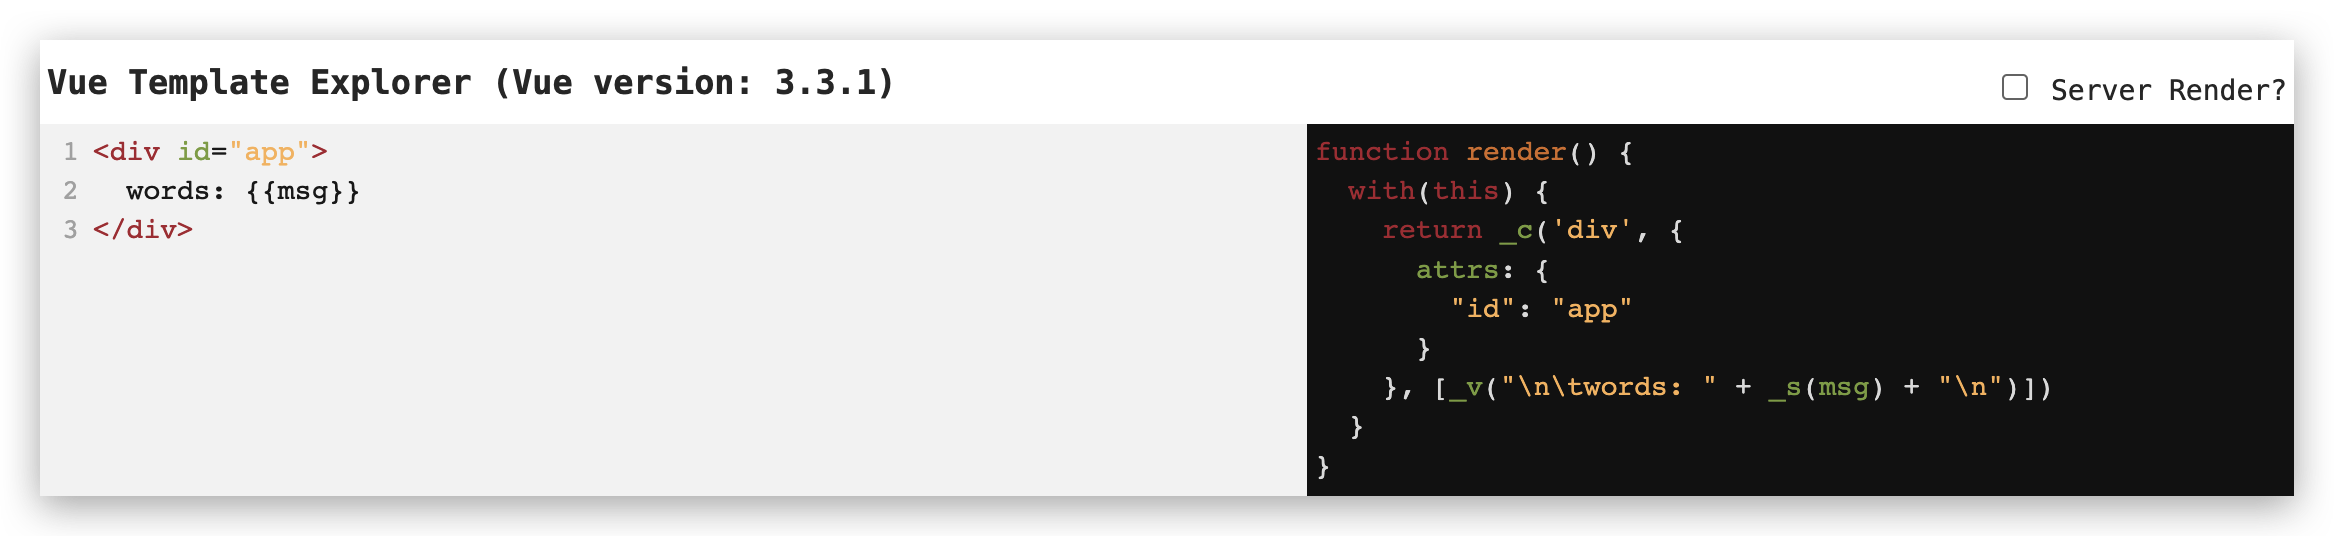 Vue Template Explorer (Vue version: 3.3.1)
Server Render?
1 <div id="app">
2   words: {{msg}}
3 </div>
function render() {
  with(this) {
    return _c('div', {
      attrs: {
        "id": "app"
      }
    }, [_v("\n\twords: " + _s(msg) + "\n")])
  }
}